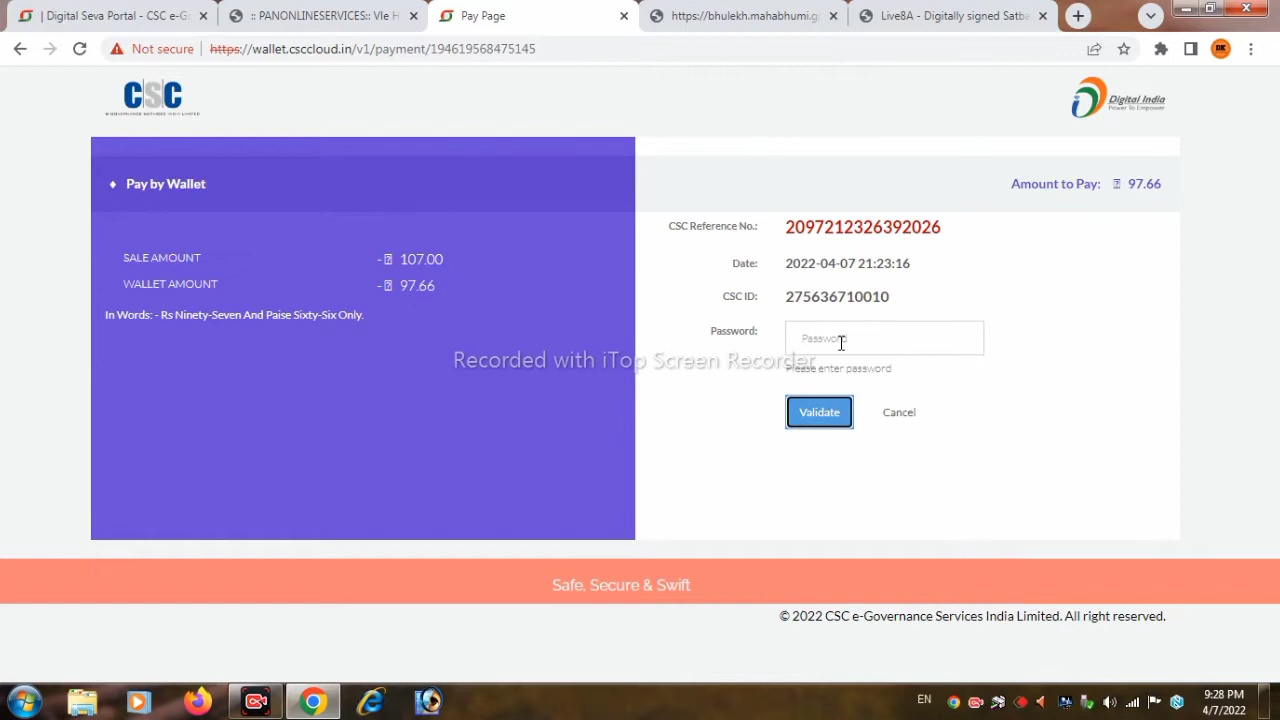 | Digital Seva Portal - CSC e-G
:: PANONLINESERVICES:: Vle H
Pay Page
https://bhulekh.mahabhumi.g
Live8A - Digitally signed Satba
Not secure
https://wallet.csccloud.in/v1/payment/194619568475145
DK
CSC
E-GOVERNANCE SERVICES INDIA LIMITED
Digital India
Power To Empower
Pay by Wallet
Amount to Pay: 97.66
SALE AMOUNT - 107.00
WALLET AMOUNT - 97.66
In Words: - Rs Ninety-Seven And Paise Sixty-Six Only.
CSC Reference No.: 2097212326392026
Date: 2022-04-07 21:23:16
CSC ID: 275636710010
Password: Password
Please enter password
Recorded with iTop Screen Recorder
Validate
Cancel
Safe, Secure & Swift
© 2022 CSC e-Governance Services India Limited. All right reserved.
EN
9:28 PM
4/7/2022